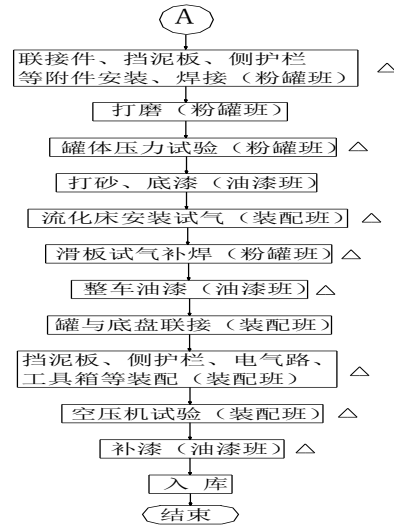 A
联接件、挡泥板、侧护栏
等附件安装、焊接（粉罐班）
△
打磨（粉罐班）
罐体压力试验（粉罐班）
△
打砂、底漆（油漆班）
流化床安装试气（装配班）
△
滑板试气补焊（粉罐班）
△
整车油漆（油漆班）
△
罐与底盘联接（装配班）
挡泥板、侧护栏、电气路、
工具箱等装配（装配班）
△
空压机试验（装配班）
△
补漆（油漆班）
△
入 库
结束